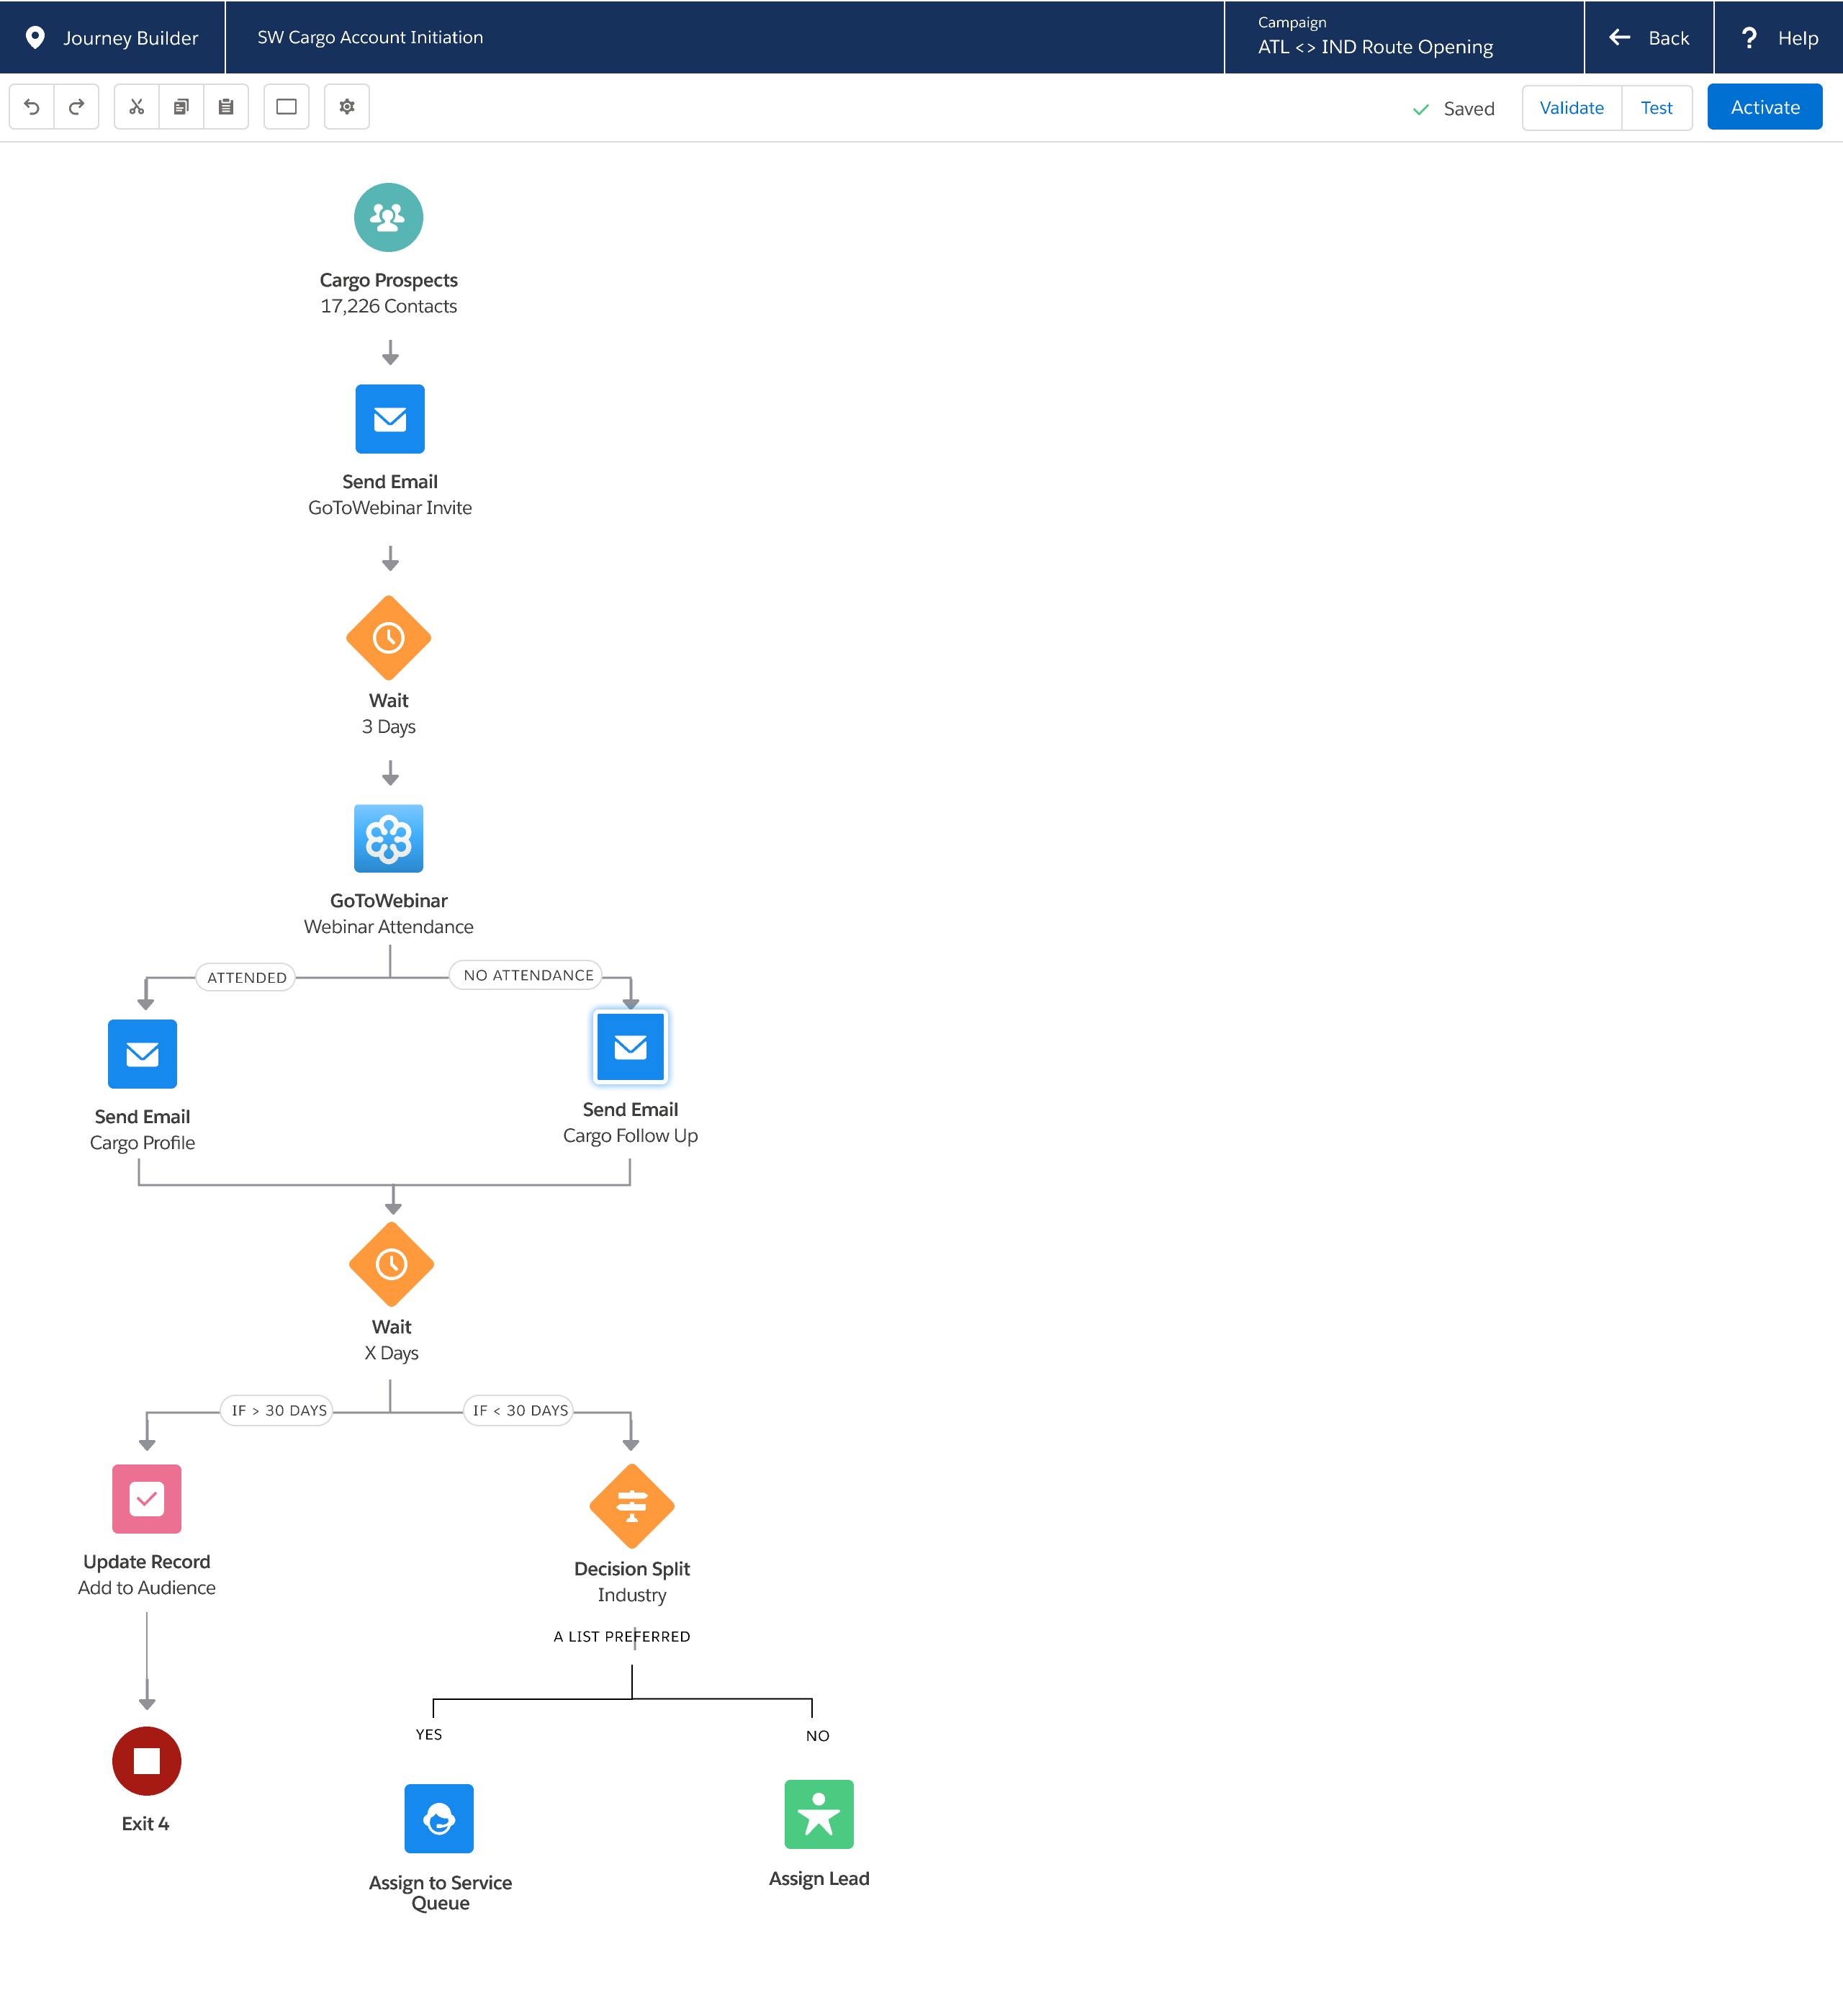 Journey Builder
SW Cargo Account Initiation
Campaign
ATL <> IND Route Opening
Back
? Help
Saved
Validate
Test
Activate
Cargo Prospects
17,226 Contacts
Send Email
GoToWebinar Invite
Wait
3 Days
GoToWebinar
Webinar Attendance
ATTENDED
NO ATTENDANCE
Send Email
Cargo Profile
Send Email
Cargo Follow Up
Wait
X Days
IF > 30 DAYS
IF < 30 DAYS
Update Record
Add to Audience
Decision Split
Industry
A LIST PREFERRED
YES
NO
Exit 4
Assign to Service
Queue
Assign Lead